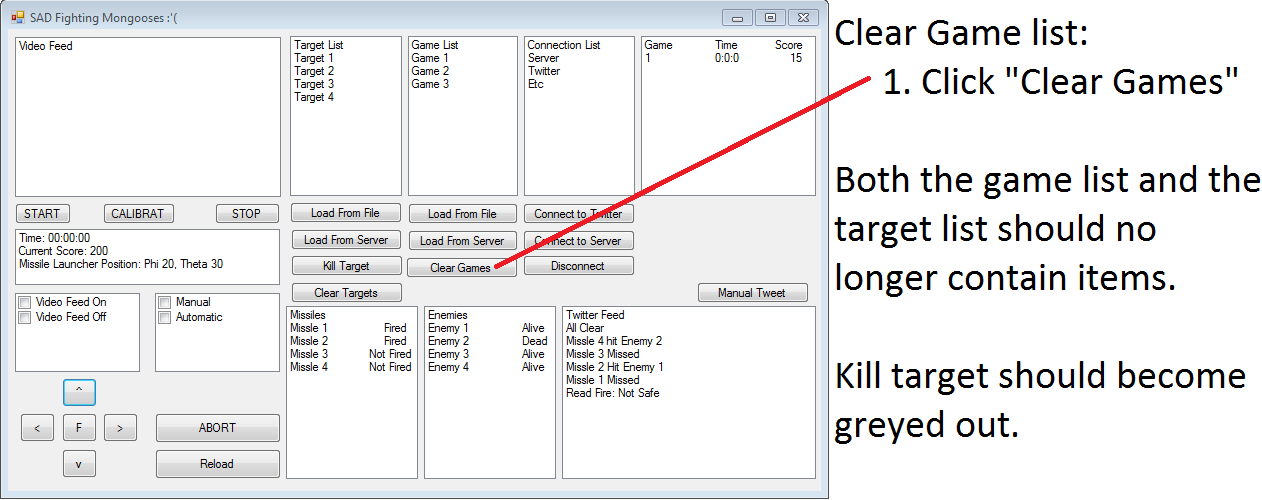 SAD Fighting Mongooses :'(
Video Feed
Target List
Target 1
Target 2
Target 3
Target 4
Game List
Game 1
Game 2
Game 3
Connection List
Server
Twitter
Etc
Game Time Score
1 0:0:0 15
START CALIBRAT STOP
Load From File Load From File Connect to Twitter
Load From Server Load From Server Connect to Server
Kill Target Clear Games Disconnect
Clear Targets Manual Tweet
Time: 00:00:00
Current Score: 200
Missile Launcher Position: Phi 20, Theta 30
Video Feed On
Video Feed Off
Manual
Automatic
^
< F >
v
ABORT
Reload
Missiles
Missle 1 Fired
Missle 2 Fired
Missle 3 Not Fired
Missle 4 Not Fired
Enemies
Enemy 1 Alive
Enemy 2 Dead
Enemy 3 Alive
Enemy 4 Alive
Twitter Feed
All Clear
Missle 4 hit Enemy 2
Missle 3 Missed
Missle 2 Hit Enemy 1
Missle 1 Missed
Read Fire: Not Safe
Clear Game list:
1. Click "Clear Games"
Both the game list and the
target list should no
longer contain items.
Kill target should become
greyed out.